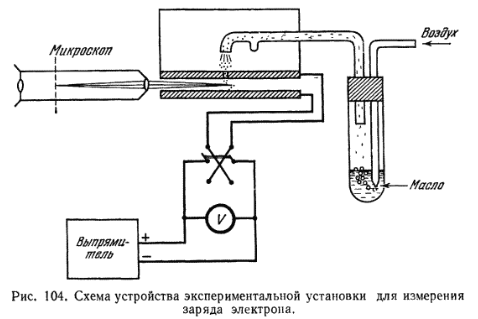 Микроскоп
Воздух
Масло
V
Выпрями-
тель
+
−
Рис. 104. Схема устройства экспериментальной установки для измерения
заряда электрона.